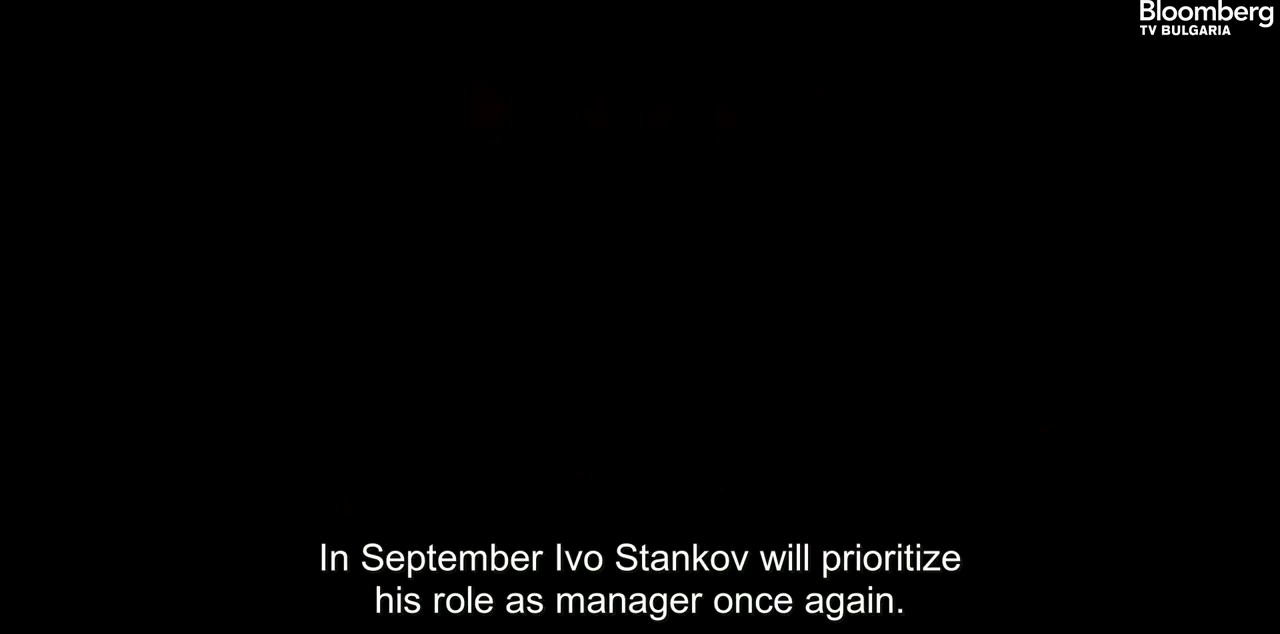 Bloomberg
TV BULGARIA
In September Ivo Stankov will prioritize
his role as manager once again.